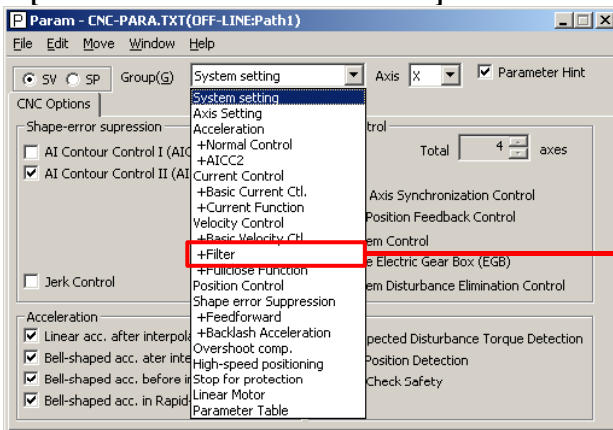 Param - CNC-PARA.TXT(OFF-LINE:Path1)
File Edit Move Window Help
SV SP Group(G) System setting Axis X Parameter Hint
CNC Options
System setting
Axis Setting
Acceleration
+Normal Control
+AICC2
Current Control
+Basic Current Ctl.
+Current Function
Velocity Control
+Basic Velocity Ctl
+Filter
+Fullclose Function
Position Control
Shape error Suppression
+Feedforward
+Backlash Acceleration
Overshoot comp.
High-speed positioning
Stop for protection
Linear Motor
Parameter Table
Shape-error supression
AI Contour Control I (AIC
AI Contour Control II (AI
Jerk Control
trol
Total 4 axes
Axis Synchronization Control
Position Feedback Control
em Control
e Electric Gear Box (EGB)
em Disturbance Elimination Control
Acceleration
Linear acc. after interpola
Bell-shaped acc. ater inte
Bell-shaped acc. before i
Bell-shaped acc. in Rapid
pected Disturbance Torque Detection
Position Detection
Check Safety